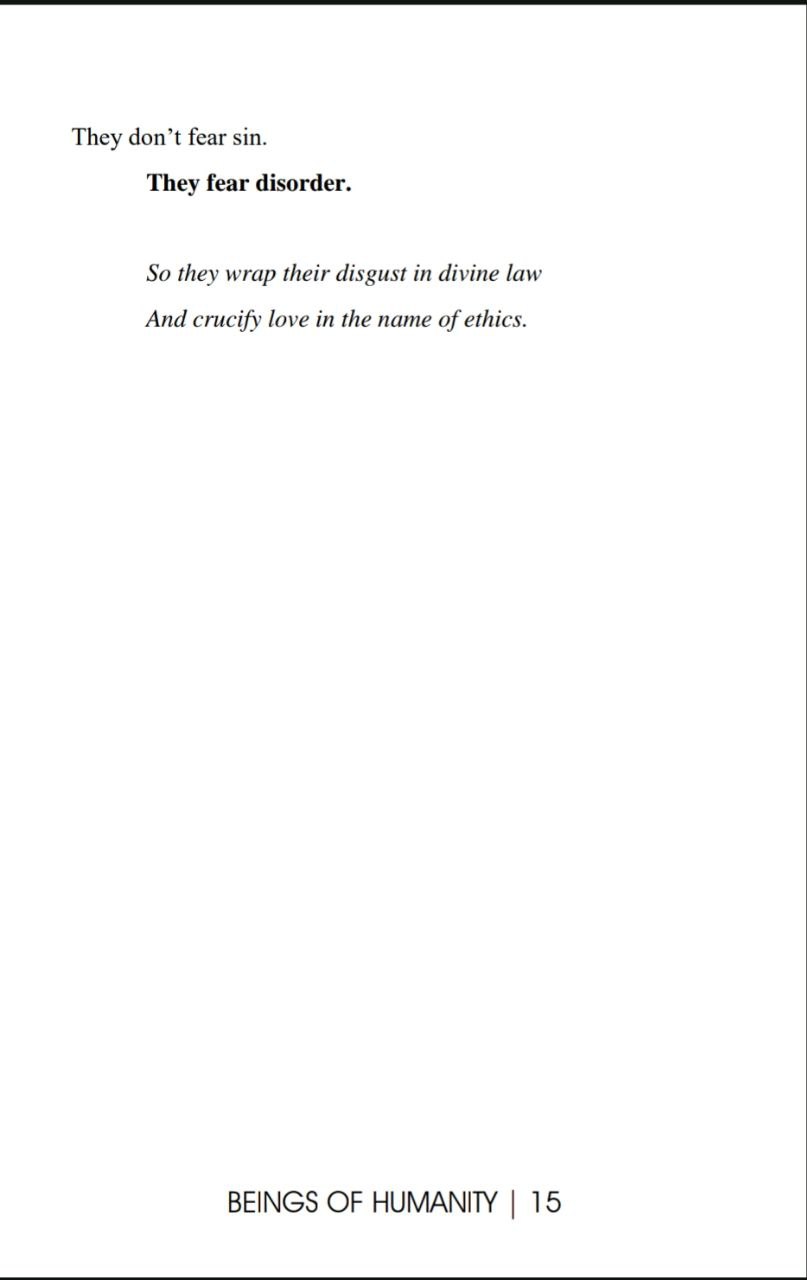 They don’t fear sin.
They fear disorder.
So they wrap their disgust in divine law
And crucify love in the name of ethics.
BEINGS OF HUMANITY | 15